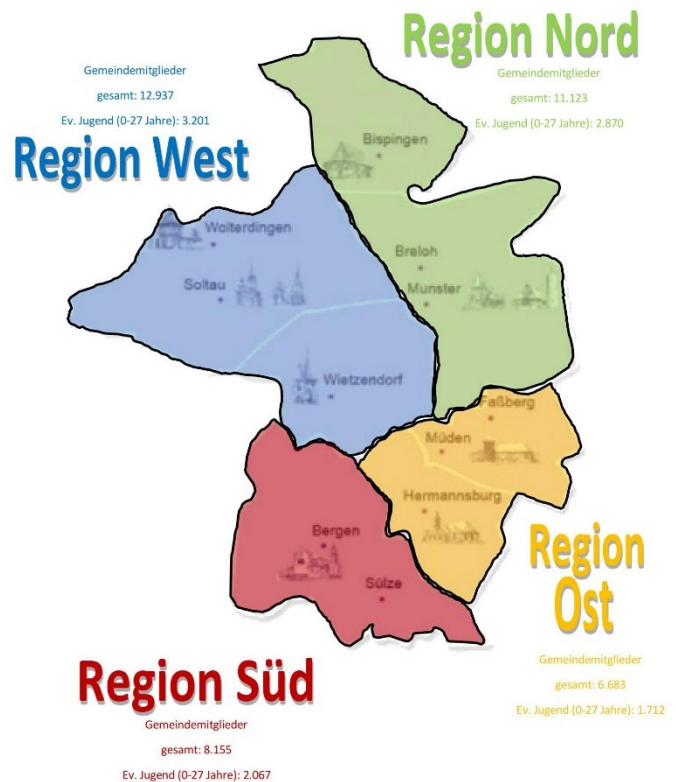 Region Nord
Gemeindemitglieder
gesamt: 11.123
Ev. Jugend (0-27 Jahre): 2.870
Gemeindemitglieder
gesamt: 12.937
Ev. Jugend (0-27 Jahre): 3.201
Region West
Bispingen
Wolterdingen
Soltau
Breloh
Munster
Wietzendorf
Faßberg
Müden
Hermannsburg
Bergen
Sülze
Region
Ost
Gemeindemitglieder
gesamt: 6.683
Ev. Jugend (0-27 Jahre): 1.712
Region Süd
Gemeindemitglieder
gesamt: 8.155
Ev. Jugend (0-27 Jahre): 2.067